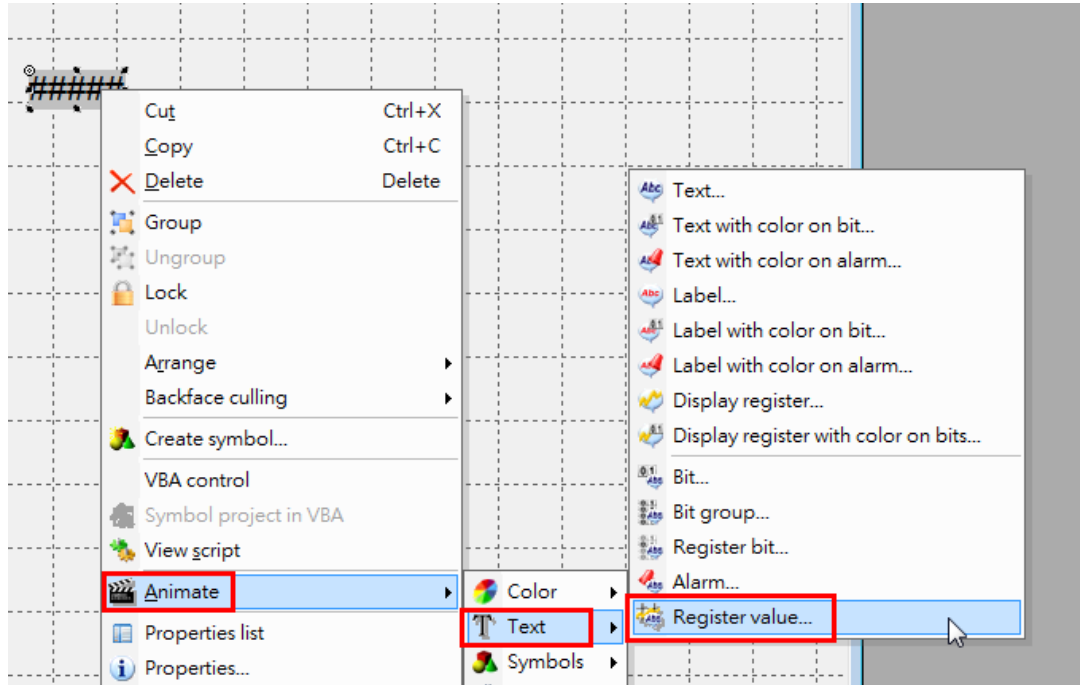 ######
Cut Ctrl+X
Copy Ctrl+C
Delete Delete
Group
Ungroup
Lock
Unlock
Arrange
Backface culling
Create symbol...
VBA control
Symbol project in VBA
View script
Animate
Properties list
Properties...
Color
Text
Symbols
Text...
Text with color on bit...
Text with color on alarm...
Label...
Label with color on bit...
Label with color on alarm...
Display register...
Display register with color on bits...
Bit...
Bit group...
Register bit...
Alarm...
Register value...